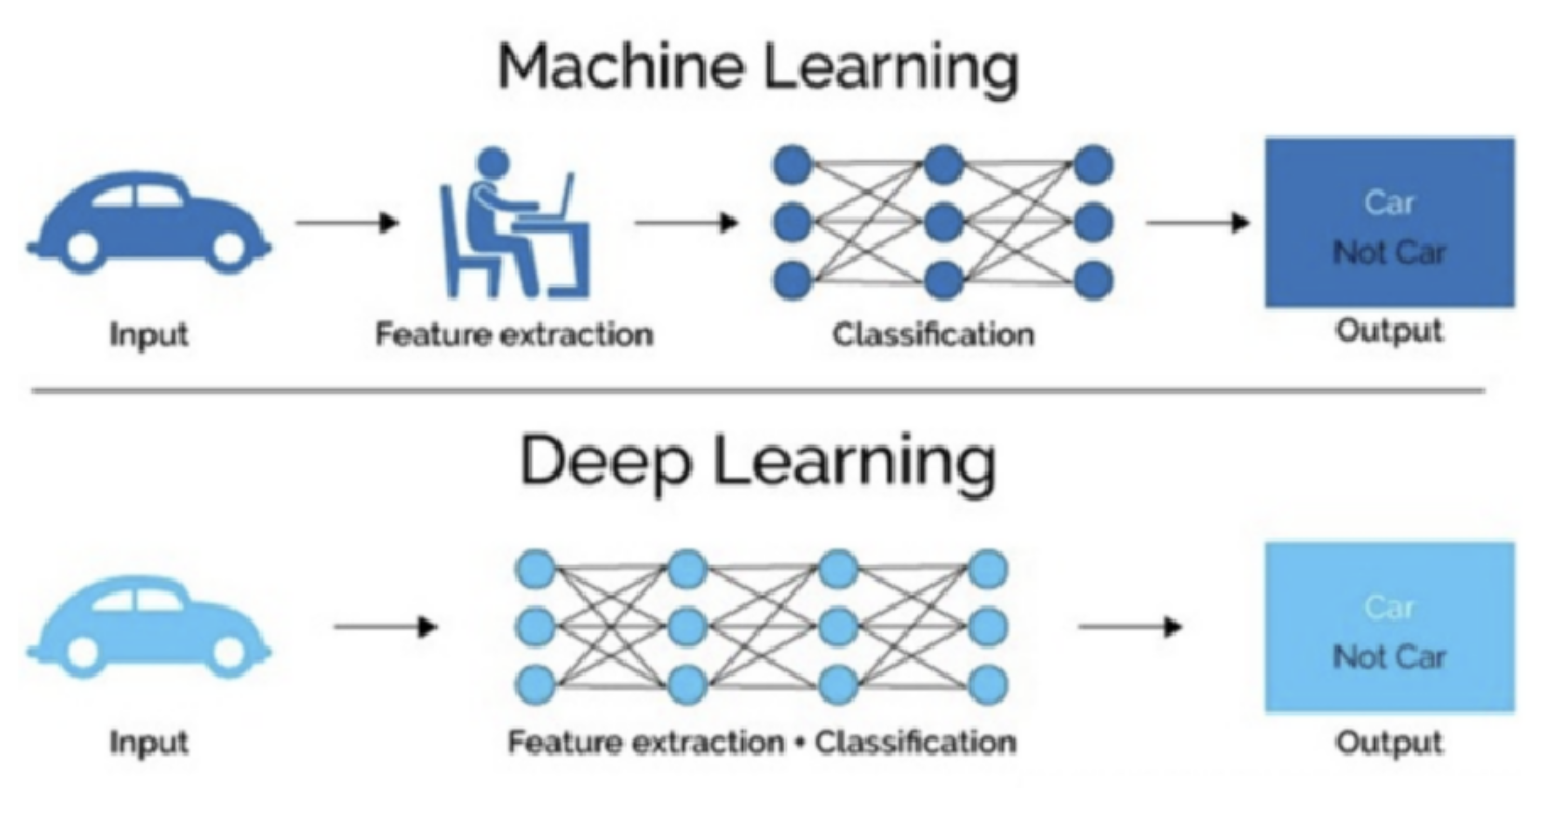 Machine Learning
Car
Not Car
Input
Feature extraction
Classification
Output
Deep Learning
Car
Not Car
Input
Feature extraction • Classification
Output